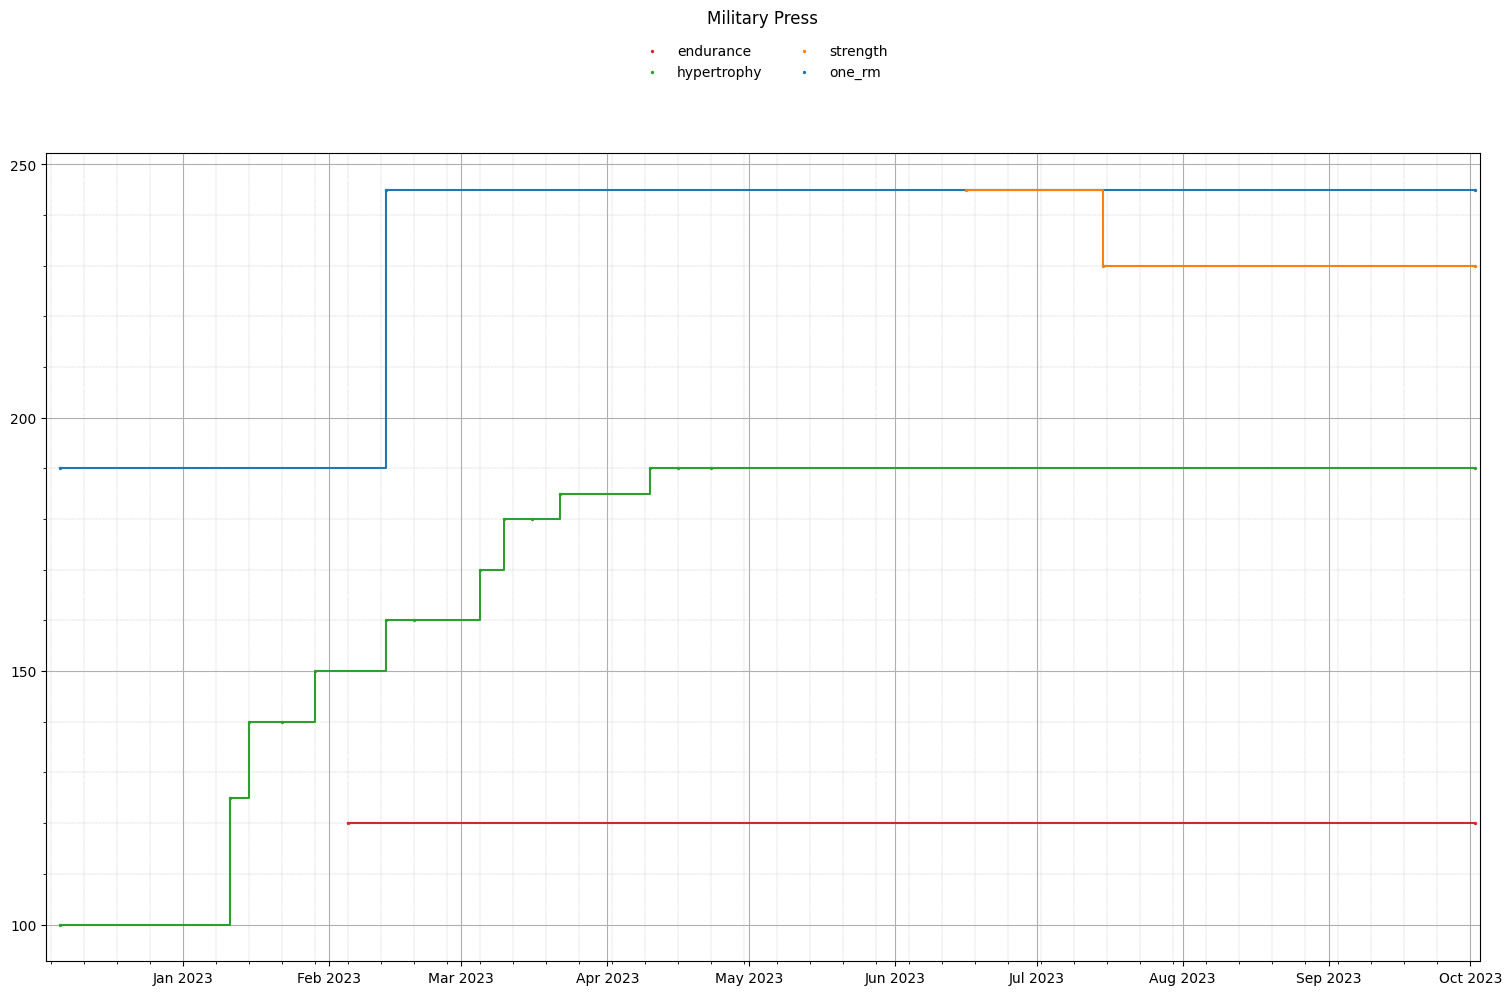 Military Press
endurance strength
hypertrophy one_rm
250
200
150
100
Jan 2023 Feb 2023 Mar 2023 Apr 2023 May 2023 Jun 2023 Jul 2023 Aug 2023 Sep 2023 Oct 2023